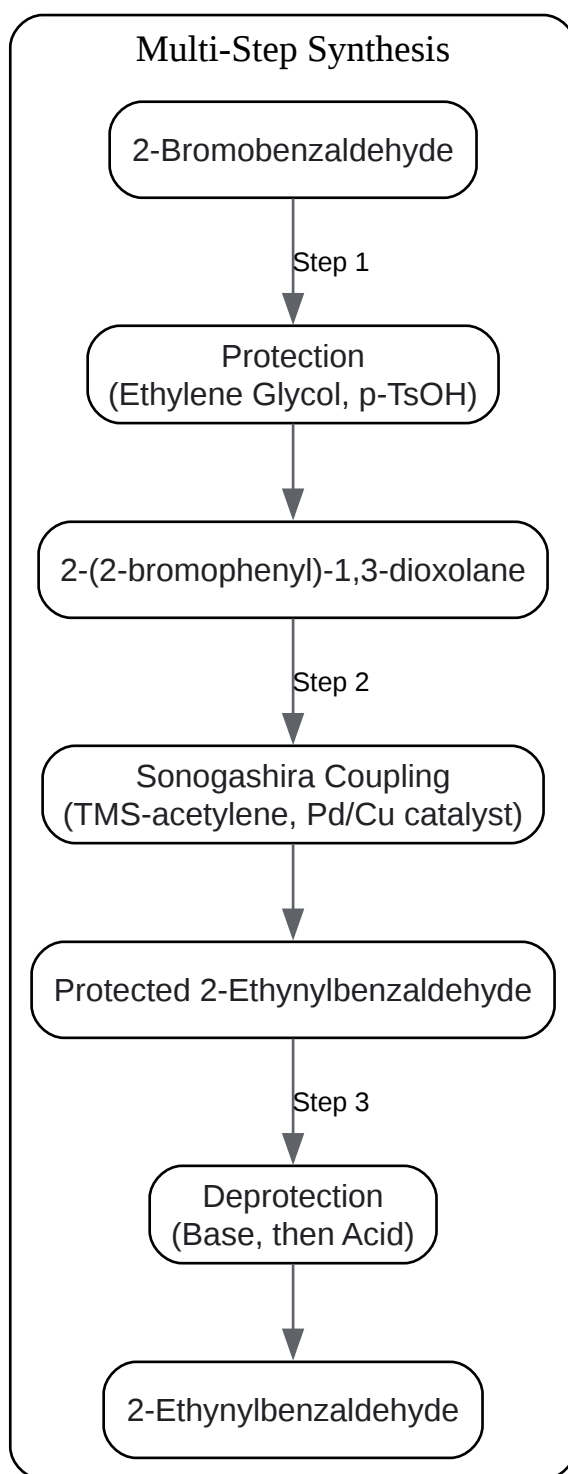 Multi-Step Synthesis
2-Bromobenzaldehyde
Step 1
Protection
(Ethylene Glycol, p-TsOH)
2-(2-bromophenyl)-1,3-dioxolane
Step 2
Sonogashira Coupling
(TMS-acetylene, Pd/Cu catalyst)
Protected 2-Ethynylbenzaldehyde
Step 3
Deprotection
(Base, then Acid)
2-Ethynylbenzaldehyde